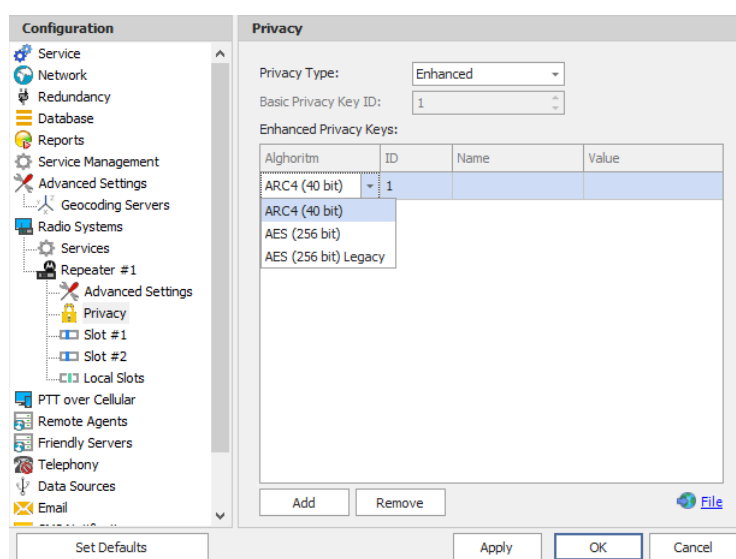 Configuration
Service
Network
Redundancy
Database
Reports
Service Management
Advanced Settings
Geocoding Servers
Radio Systems
Services
Repeater #1
Advanced Settings
Privacy
Slot #1
Slot #2
Local Slots
PTT over Cellular
Remote Agents
Friendly Servers
Telephony
Data Sources
Email
Set Defaults
Privacy
Privacy Type: Enhanced
Basic Privacy Key ID: 1
Enhanced Privacy Keys:
Alghoritm ID Name Value
ARC4 (40 bit) 1
ARC4 (40 bit)
AES (256 bit)
AES (256 bit) Legacy
Add Remove File
Apply OK Cancel